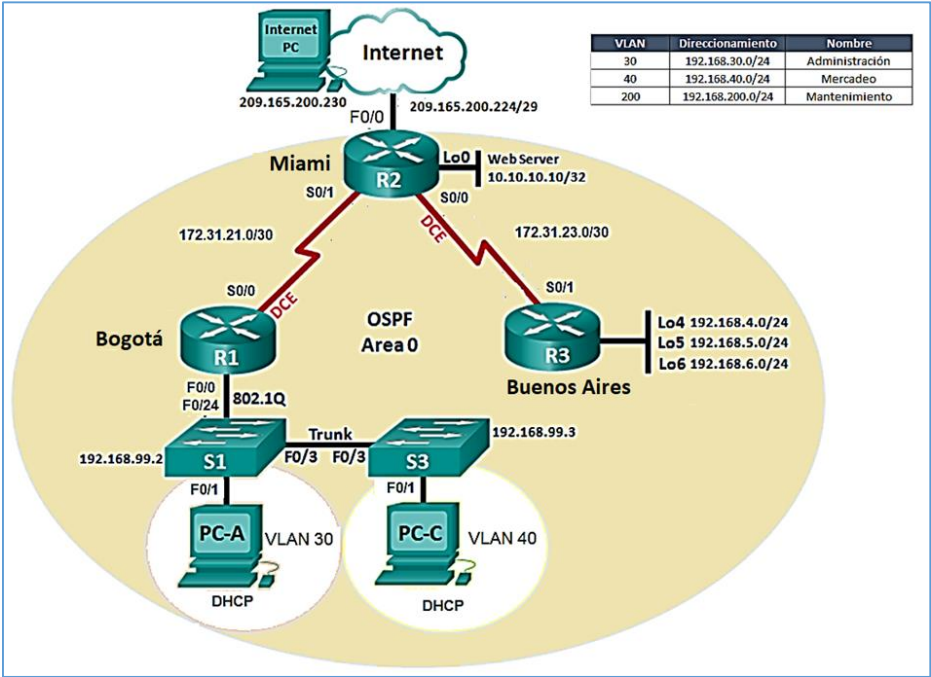 Internet
PC
Internet
209.165.200.230
209.165.200.224/29
VLAN Direccionamiento Nombre
30 192.168.30.0/24 Administración
40 192.168.40.0/24 Mercadeo
200 192.168.200.0/24 Mantenimiento
F0/0
Miami
R2
Lo0
Web Server
10.10.10.10/32
S0/1
S0/0
DCE
172.31.21.0/30
172.31.23.0/30
S0/0
DCE
S0/1
Bogotá
R1
OSPF
Area 0
R3
Buenos Aires
Lo4 192.168.4.0/24
Lo5 192.168.5.0/24
Lo6 192.168.6.0/24
F0/0
F0/24
802.1Q
192.168.99.2
S1
Trunk
F0/3 F0/3
S3
192.168.99.3
F0/1
F0/1
PC-A
VLAN 30
DHCP
PC-C
VLAN 40
DHCP